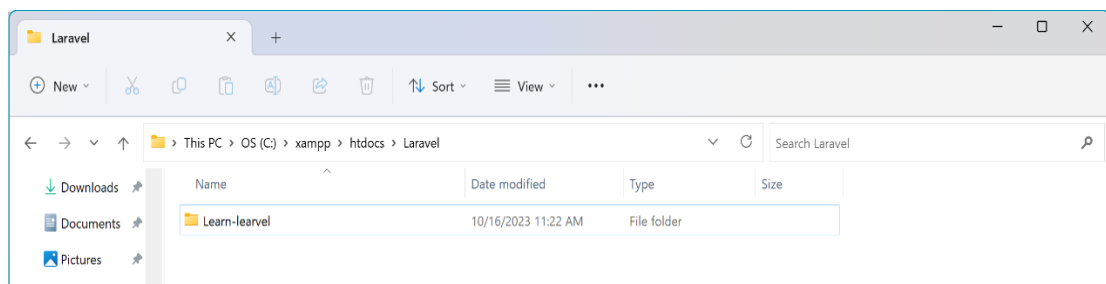 Laravel
New Sort View
This PC > OS (C:) > xampp > htdocs > Laravel Search Laravel
Downloads Name Date modified Type Size
Documents Learn-learvel 10/16/2023 11:22 AM File folder
Pictures